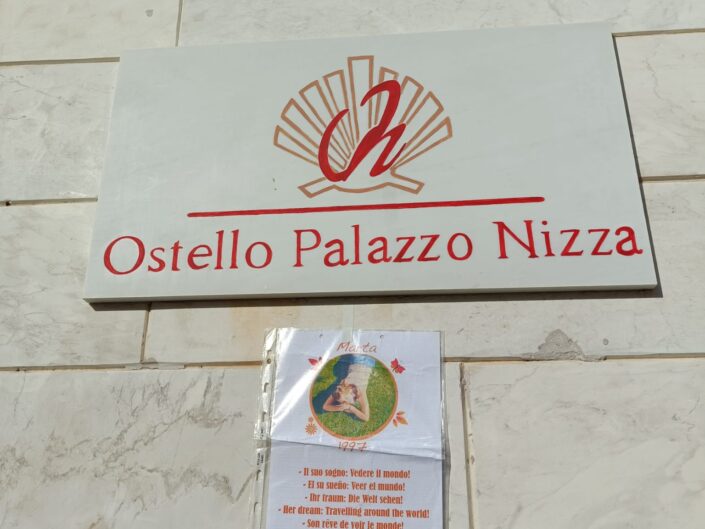 Ostello Palazzo Nizza
Marta
1997
- Il suo sogno: Vedere il mondo!
- El su sueño: Veer el mundo!
- Ihr traum: Die Welt sehen!
- Her dream: Travelling around the world!
- Son rêve de voir le monde!